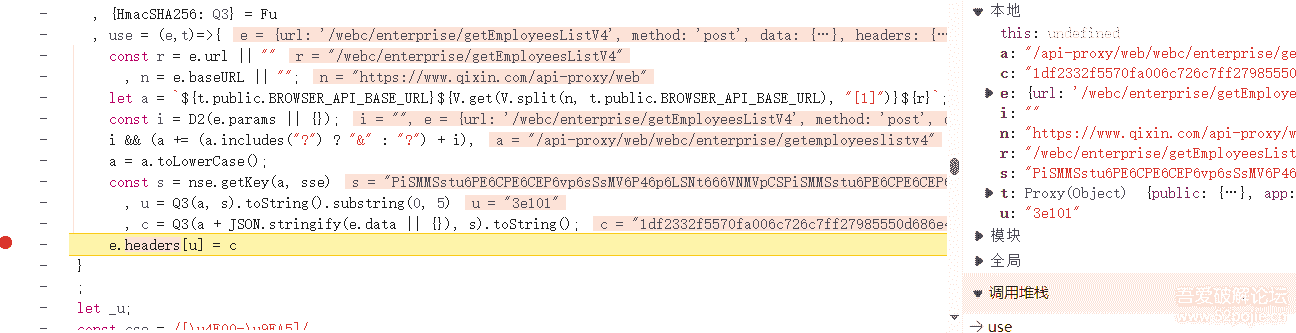 , {HmacSHA256: Q3} = Fu
, use = (e,t)=>{ e = {url: '/webc/enterprise/getEmployeesListV4', method: 'post', data: {…}, headers: {…
const r = e.url || "" r = "/webc/enterprise/getEmployeesListV4"
, n = e.baseURL || ""; n = "https://www.qixin.com/api-proxy/web"
let a = `${t.public.BROWSER_API_BASE_URL}${V.get(V.split(n, t.public.BROWSER_API_BASE_URL), "[1]")}${r}`;
const i = D2(e.params || {}); i = "", e = {url: '/webc/enterprise/getEmployeesListV4', method: 'post',
i && (a += (a.includes("?") ? "&" : "?") + i), a = "/api-proxy/web/webc/enterprise/getemployeeslistv4"
a = a.toLowerCase();
const s = nse.getKey(a, sse) s = "PiSMMSstu6PE6CPE6CEP6vp6sSsMV6P46p6LSNt666VNMVpCSPiSMMSstu6PE6CPE6CEP6
, u = Q3(a, s).toString().substring(0, 5) u = "3e101"
, c = Q3(a + JSON.stringify(e.data || {}), s).toString(); c = "1df2332f5570fa006c726c7ff27985550d686e4
e.headers[u] = c
}
;
let _u;
const cse = /[\u4E00-\u9FA5]/
本地
this: undefined
a: "/api-proxy/web/webc/enterprise/ge
c: "1df2332f5570fa006c726c7ff27985550
e: {url: '/webc/enterprise/getEmploye
i: ""
n: "https://www.qixin.com/api-proxy/w
r: "/webc/enterprise/getEmployeesList
s: "PiSMMSstu6PE6CPE6CEP6vp6sSsMV6P46
t: Proxy(Object) {public: {…}, app:
u: "3e101"
模块
全局
调用堆栈
use
吾爱破解论坛
www.52pojie.cn